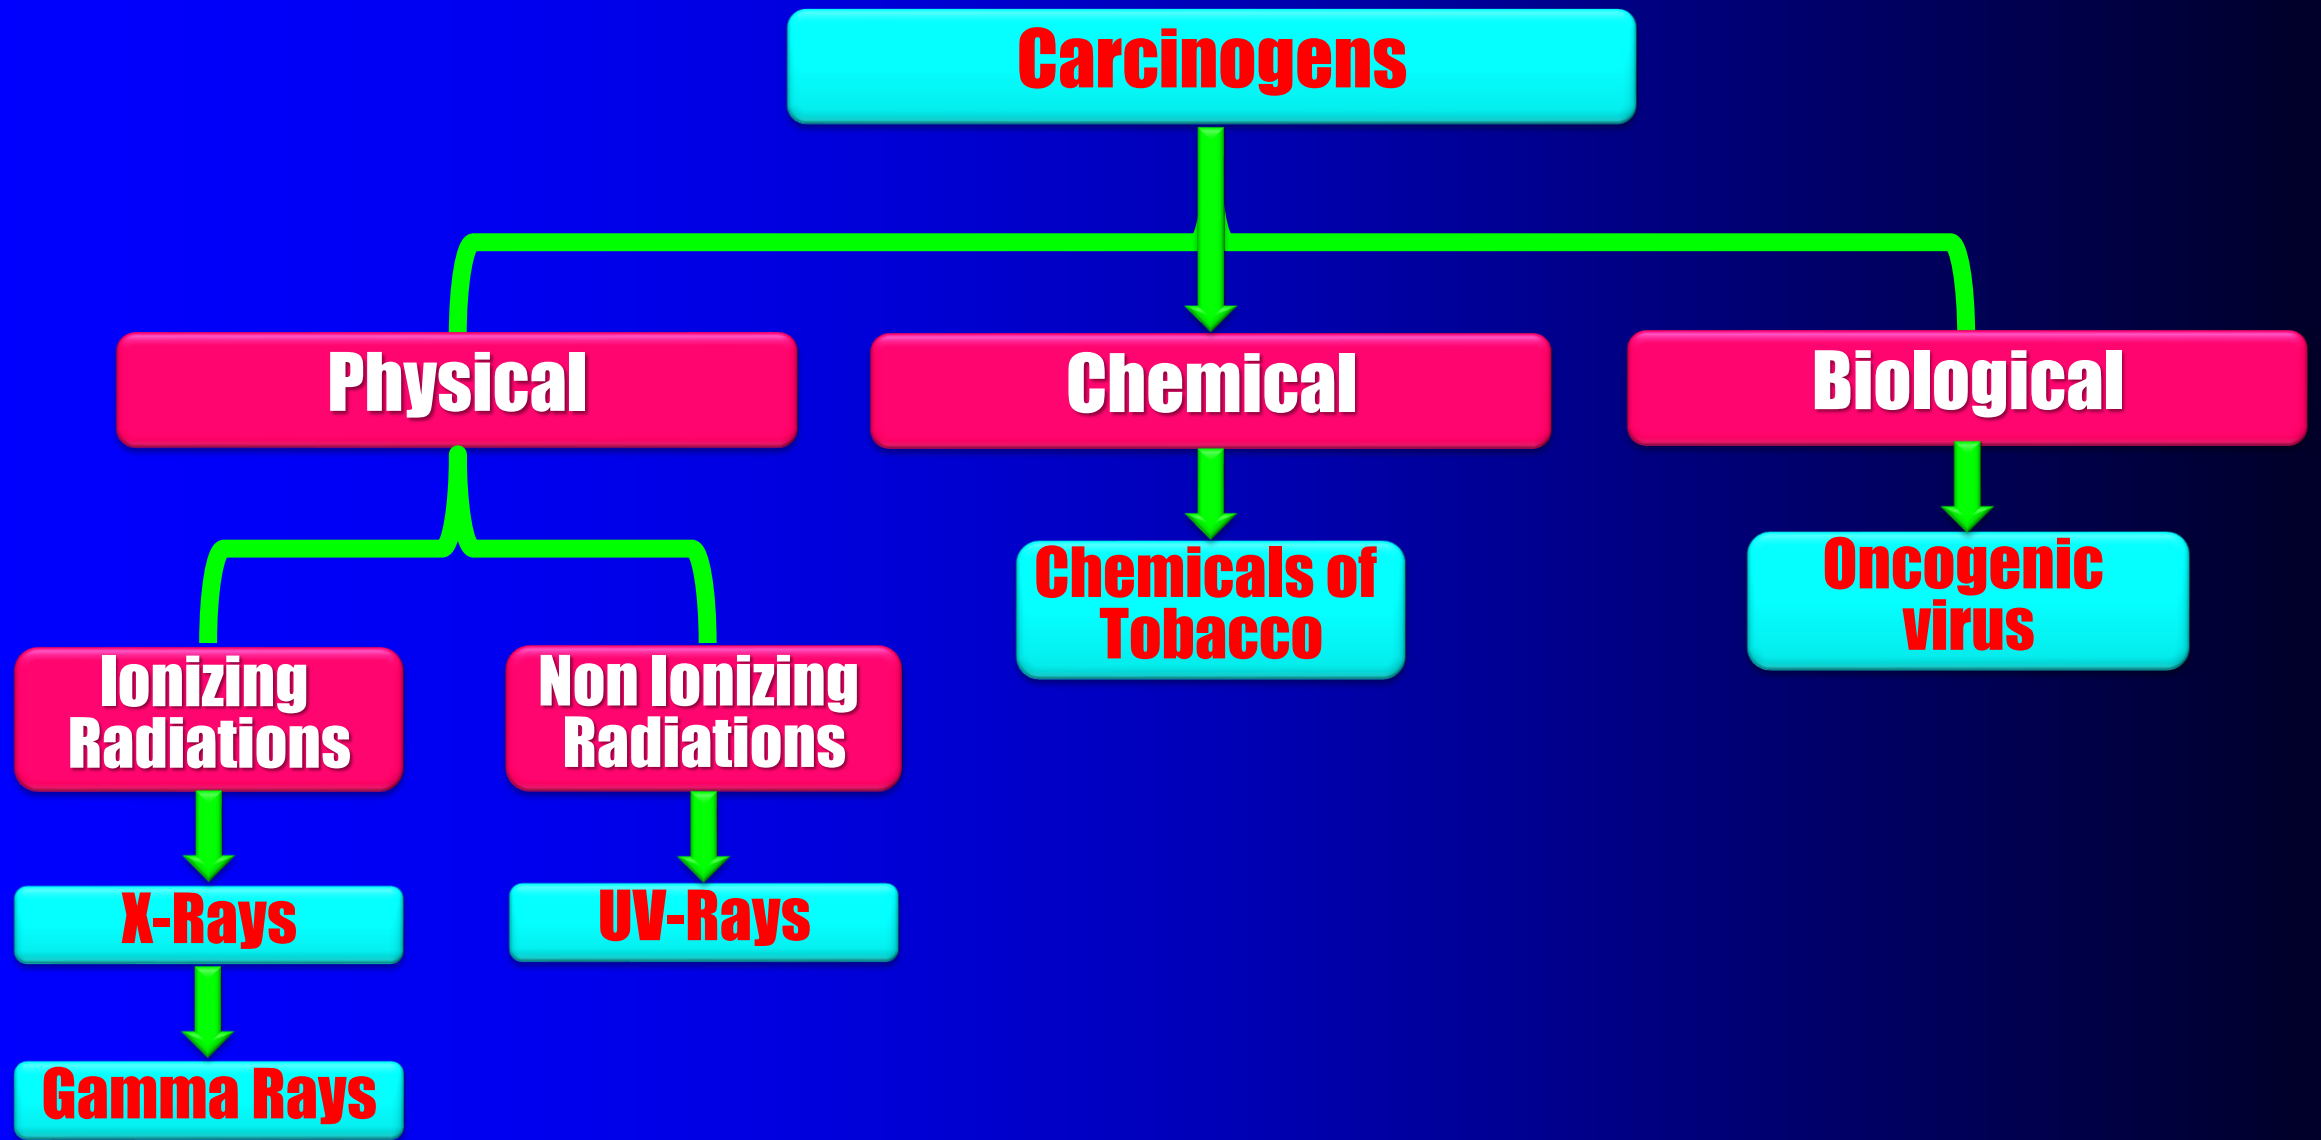 Carcinogens
Physical
Chemical
Biological
Chemicals of
Tobacco
Oncogenic
virus
Ionizing
Radiations
Non Ionizing
Radiations
X-Rays
UV-Rays
Gamma Rays